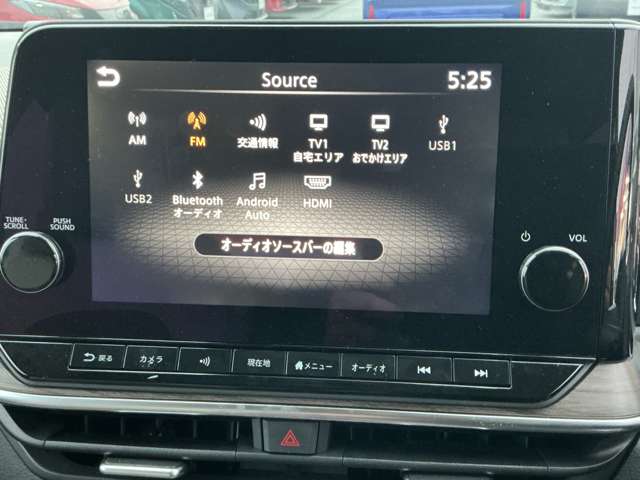 Source
5:25
AM
FM
交通情報
TV1
自宅エリア
TV2
おでかけエリア
USB1
USB2
Bluetooth
オーディオ
Android
Auto
HDMI
オーディオソースバーの編集
TUNE・
SCROLL
PUSH
SOUND
VOL
戻る
カメラ
現在地
メニュー
オーディオ